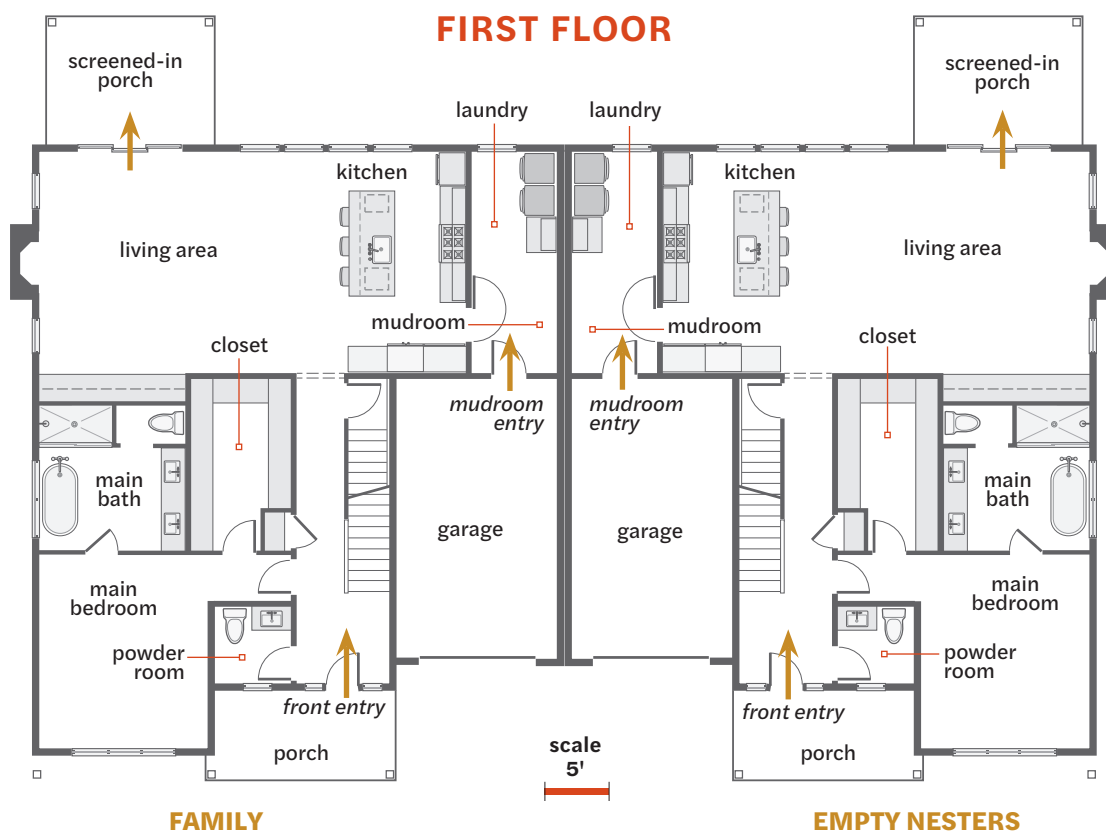 FIRST FLOOR
screened-in
porch
screened-in
porch
laundry
laundry
kitchen
kitchen
living area
living area
mudroom
mudroom
closet
closet
mudroom
entry
mudroom
entry
main
bath
main
bath
garage
garage
main
bedroom
main
bedroom
powder
room
powder
room
front entry
front entry
porch
scale
5'
porch
FAMILY
EMPTY NESTERS